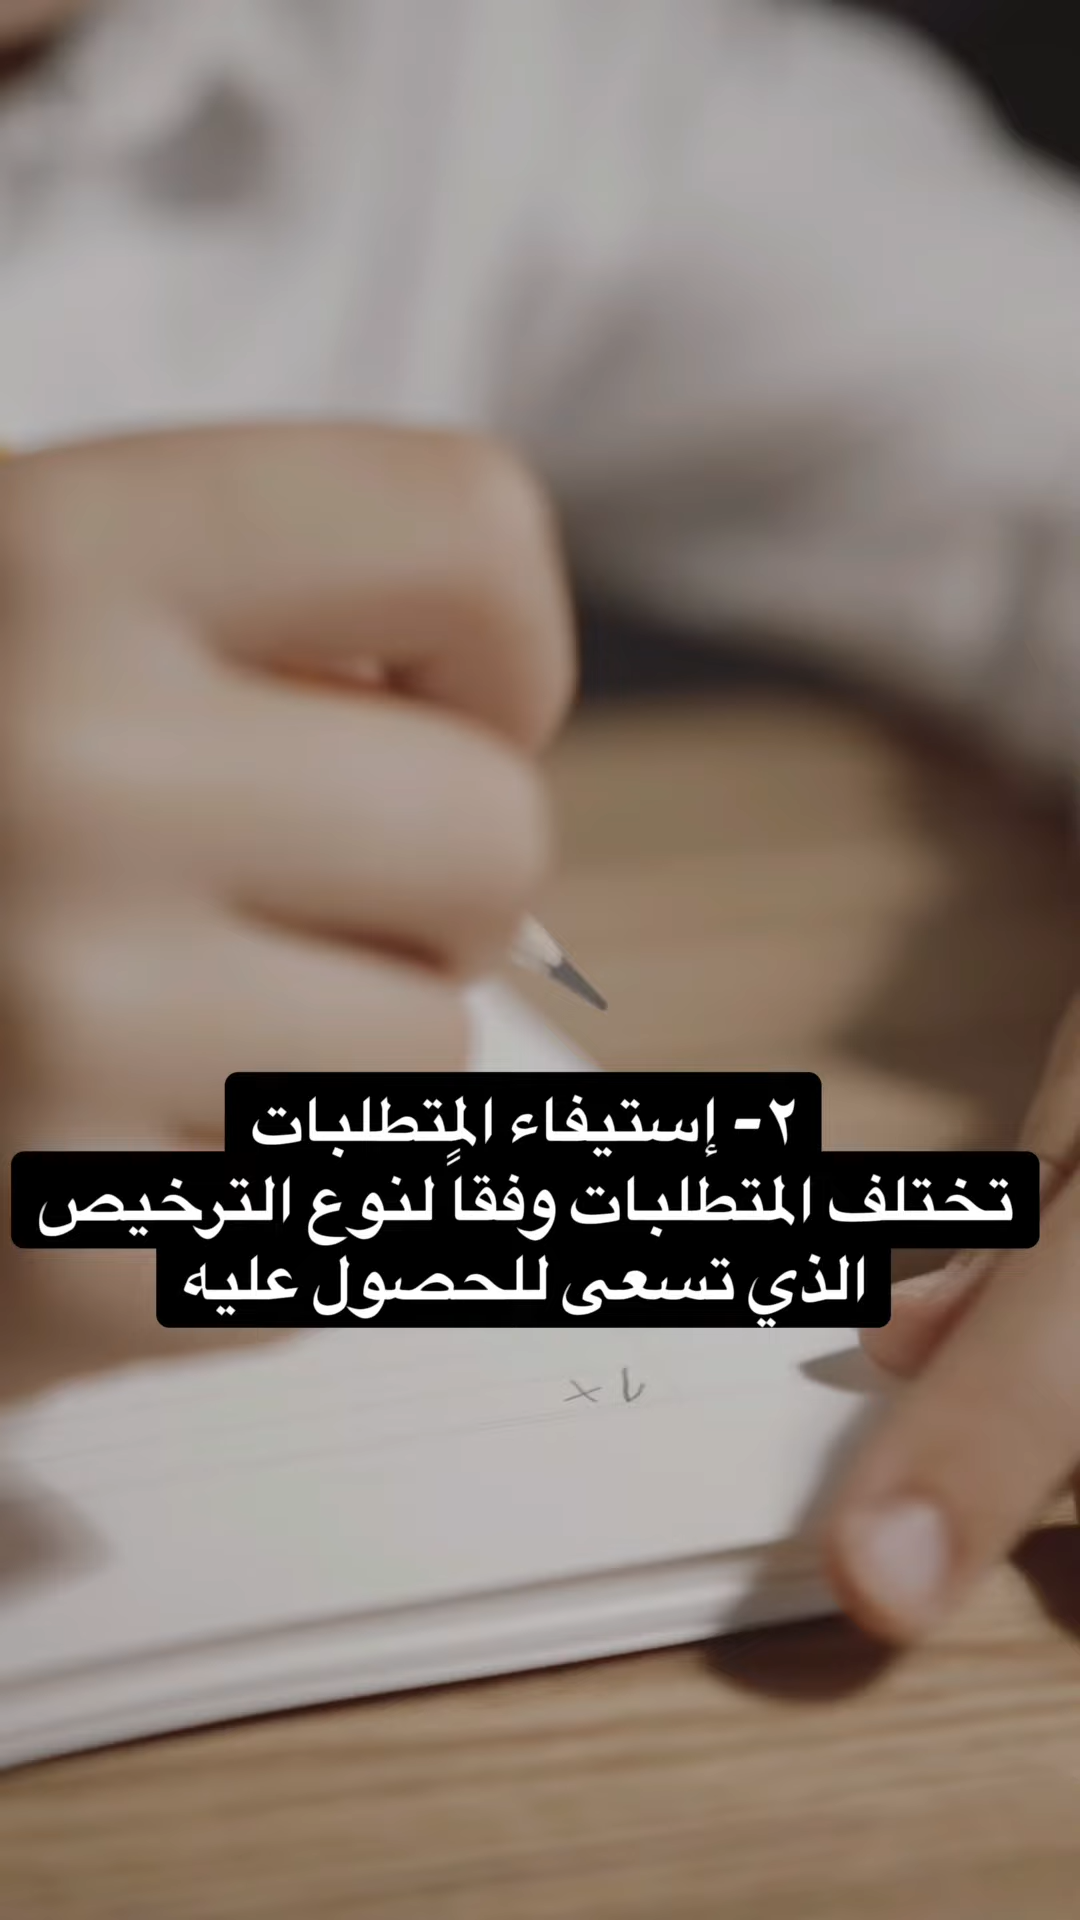 ٢- إستيفاء المتطلبات
تختلف المتطلبات وفقاً لنوع الترخيص
الذي تسعى للحصول عليه